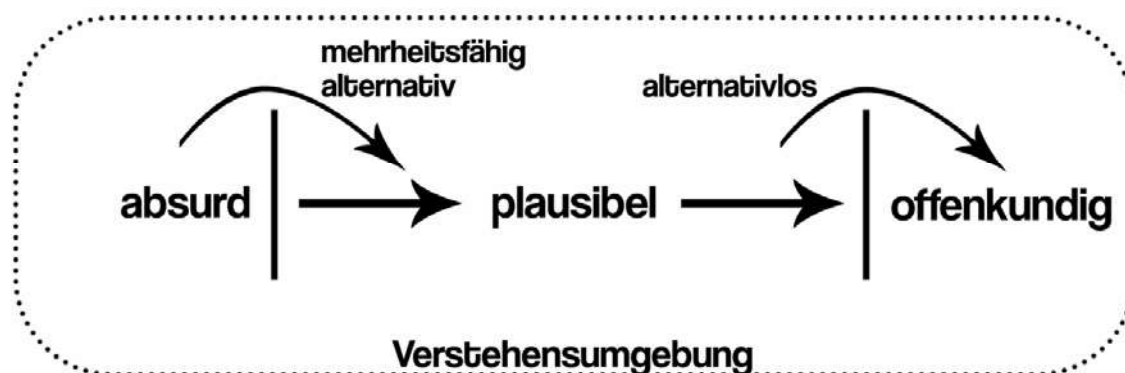 mehrheitsfähig
alternativ
alternativlos
absurd
plausibel
offenkundig
Verstehensumgebung